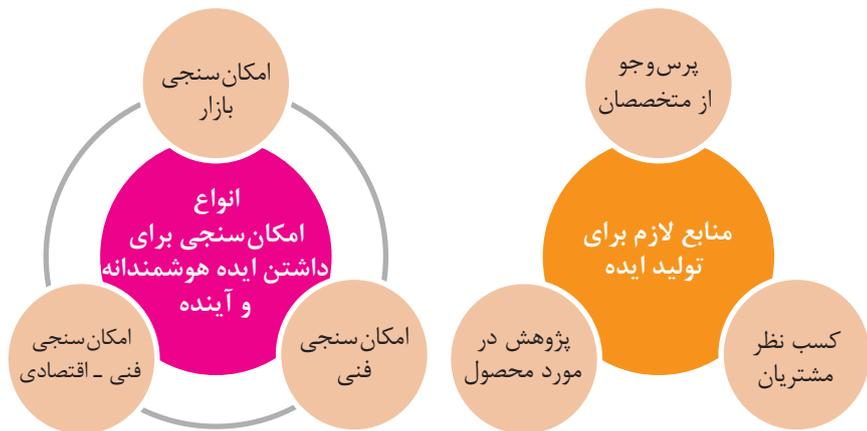 پرس‌وجو
از متخصصان
منابع لازم برای
تولید ایده
کسب نظر
مشتریان
پژوهش در
مورد محصول
امکان‌سنجی
بازار
انواع
امکان‌سنجی برای
داشتن ایده هوشمندانه
و آینده
امکان‌سنجی
فنی
امکان‌سنجی
فنی ـ اقتصادی